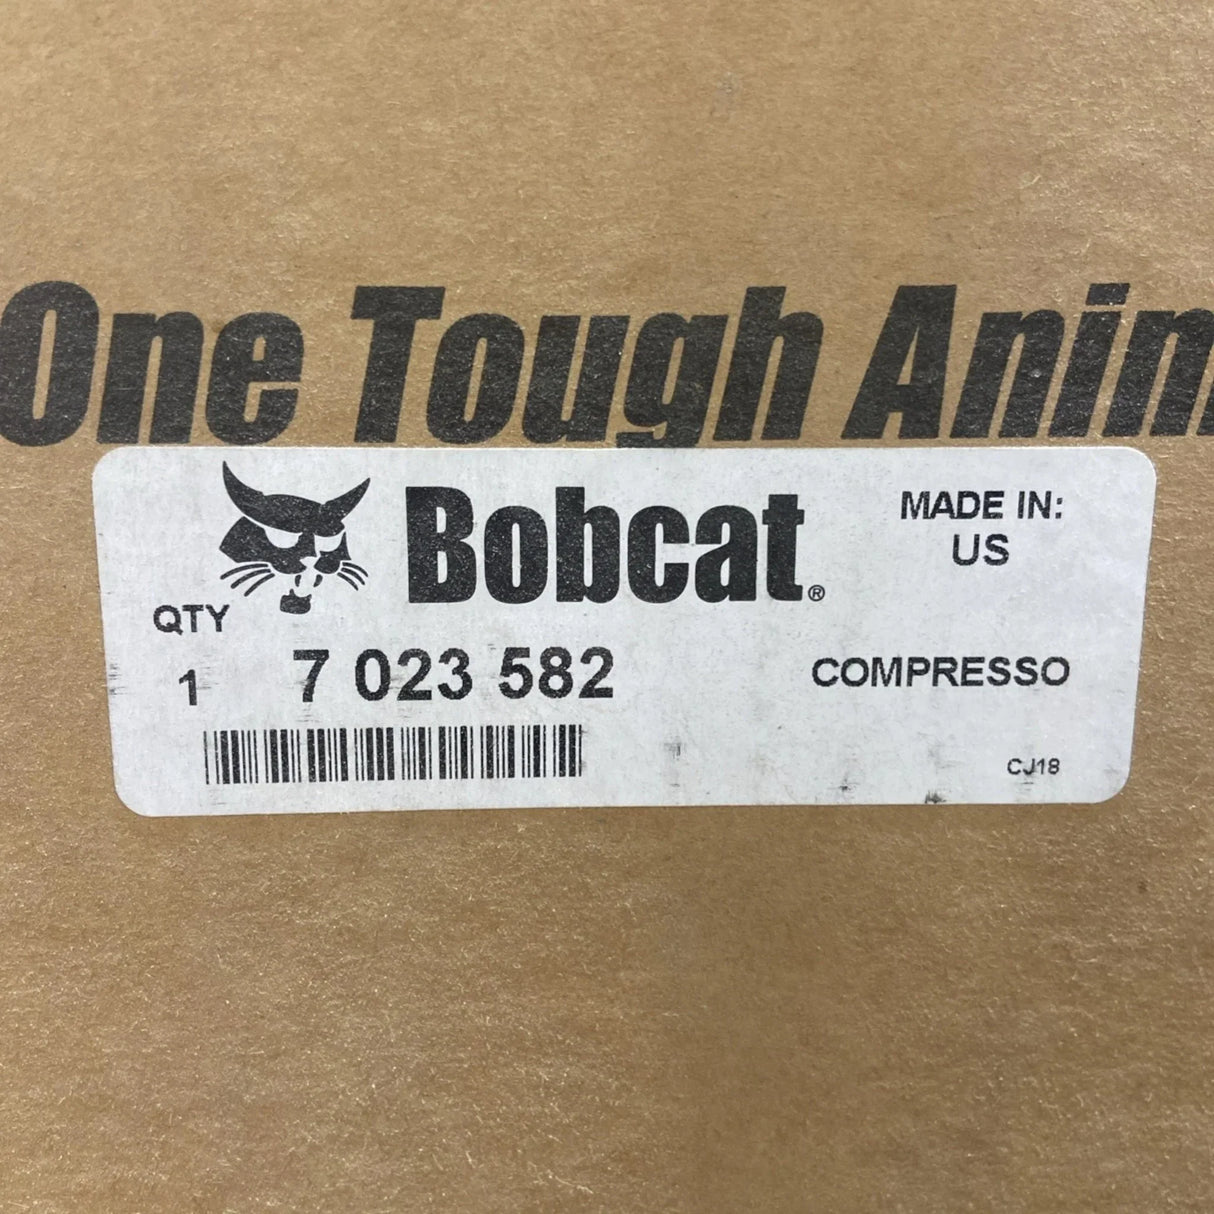 One Tough Anim
Bobcat®
MADE IN:
US
QTY
1 7 023 582
COMPRESSO
CJ18